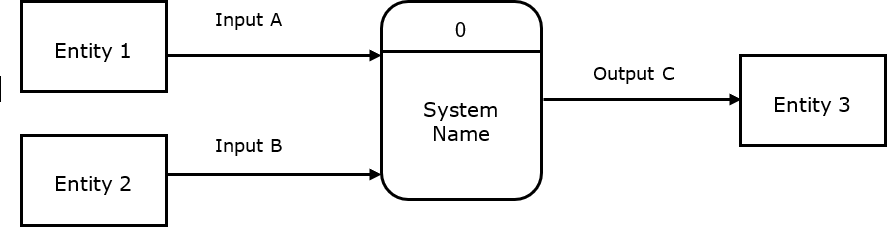 Input A
Entity 1
0
Output C
System
Name
Entity 3
Input B
Entity 2